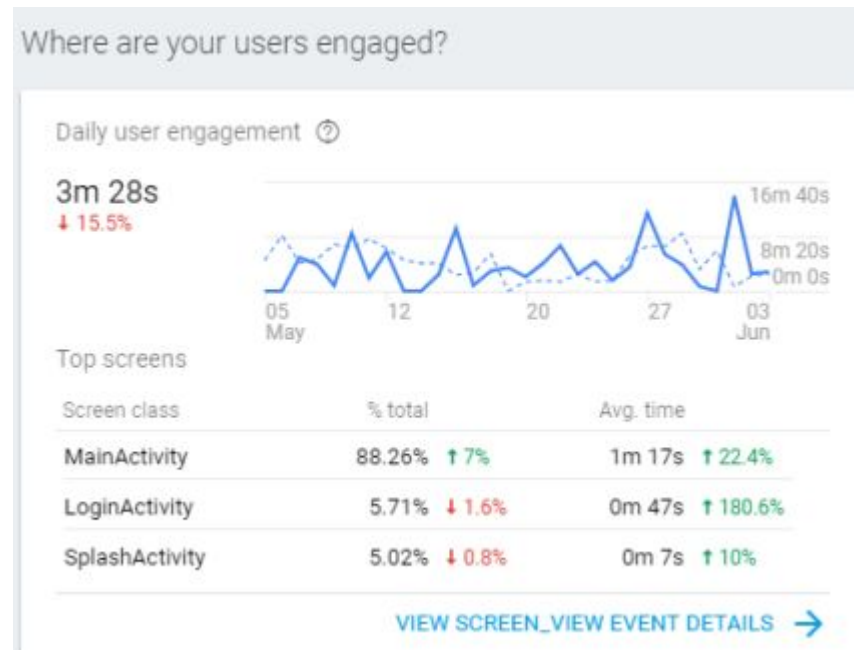 Where are your users engaged?
Daily user engagement ?
3m 28s
↓ 15.5%
16m 40s
8m 20s
0m 0s
05 12 20 27 03
May Jun
Top screens
Screen class % total Avg. time
MainActivity 88.26% ↑ 7% 1m 17s ↑ 22.4%
LoginActivity 5.71% ↓ 1.6% 0m 47s ↑ 180.6%
SplashActivity 5.02% ↓ 0.8% 0m 7s ↑ 10%
VIEW SCREEN_VIEW EVENT DETAILS →